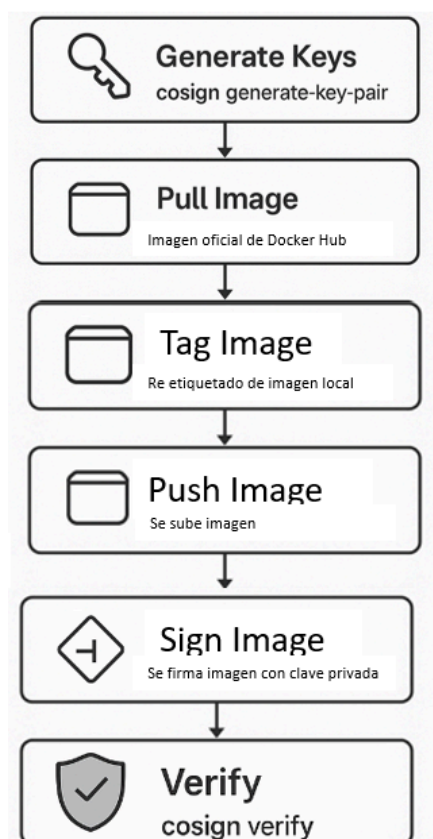 Generate Keys
cosign generate-key-pair
Pull Image
Imagen oficial de Docker Hub
Tag Image
Re etiquetado de imagen local
Push Image
Se sube imagen
Sign Image
Se firma imagen con clave privada
Verify
cosign verify